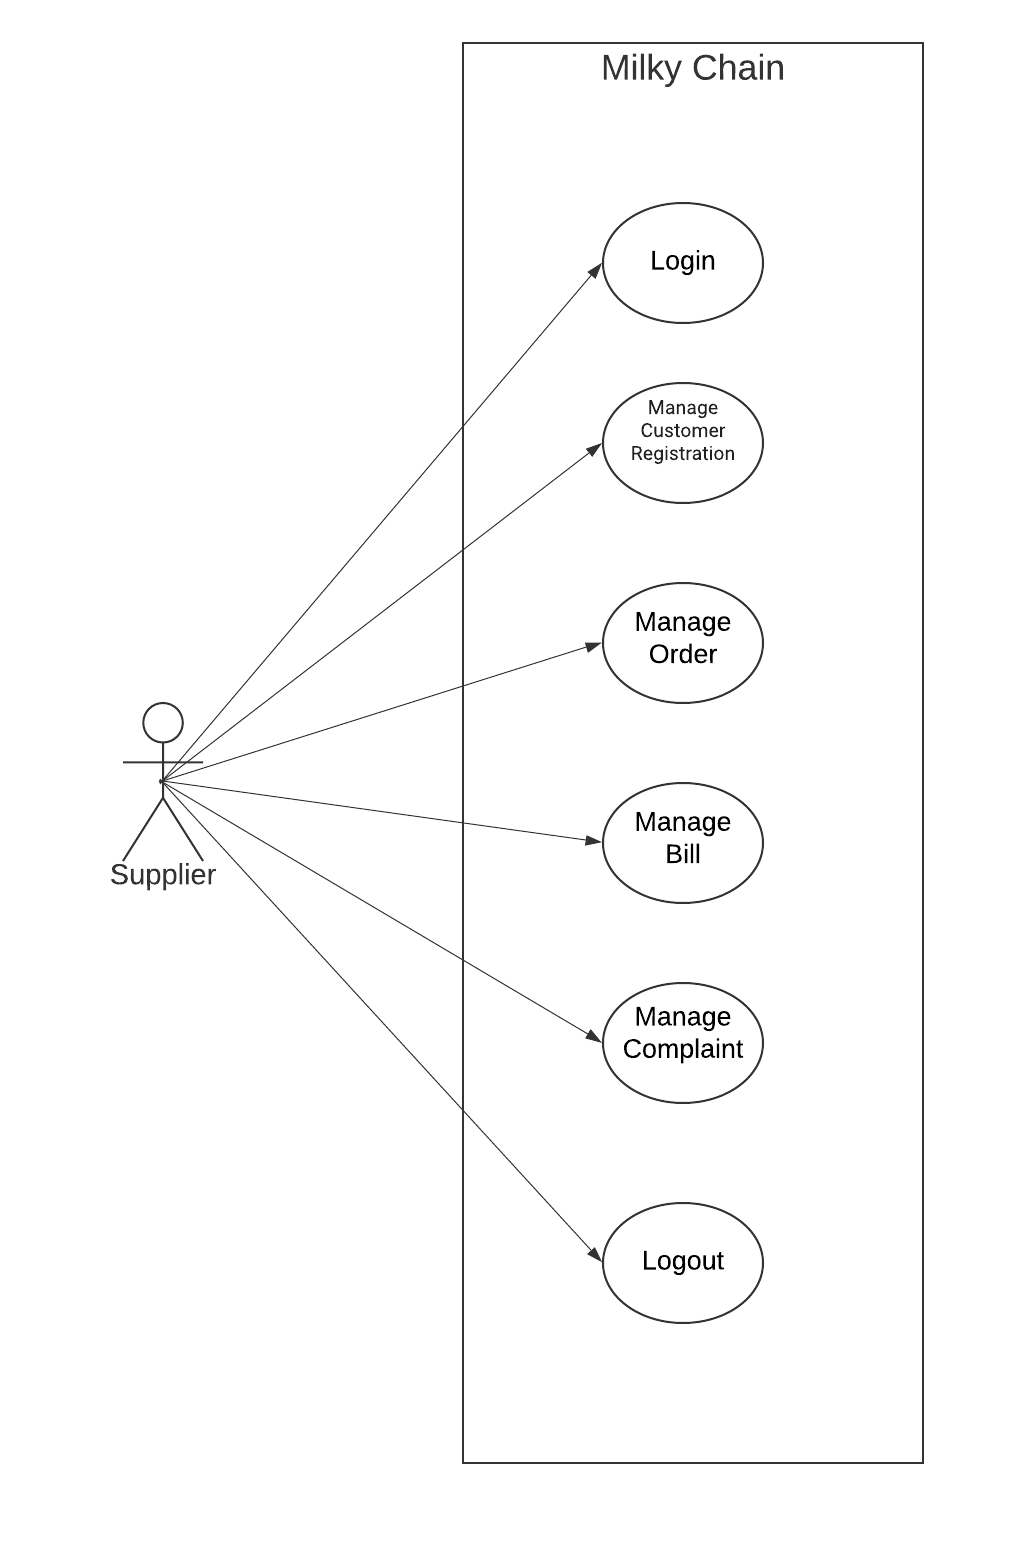 Milky Chain
Login
Manage
Customer
Registration
Manage
Order
Manage
Bill
Supplier
Manage
Complaint
Logout